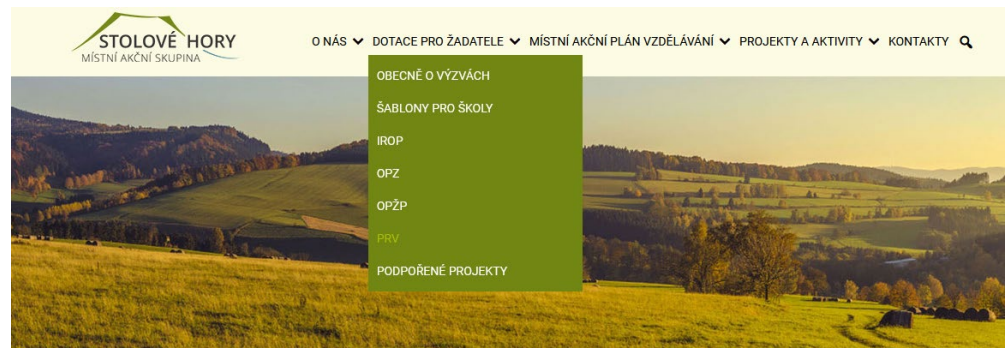 STOLOVÉ HORY
MÍSTNÍ AKČNÍ SKUPINA
O NÁS DOTACE PRO ŽADATELE MÍSTNÍ AKČNÍ PLÁN VZDĚLÁVÁNÍ PROJEKTY A AKTIVITY KONTAKTY
OBECNĚ O VÝZVÁCH
ŠABLONY PRO ŠKOLY
IROP
OPZ
OPŽP
PRV
PODPOŘENÉ PROJEKTY